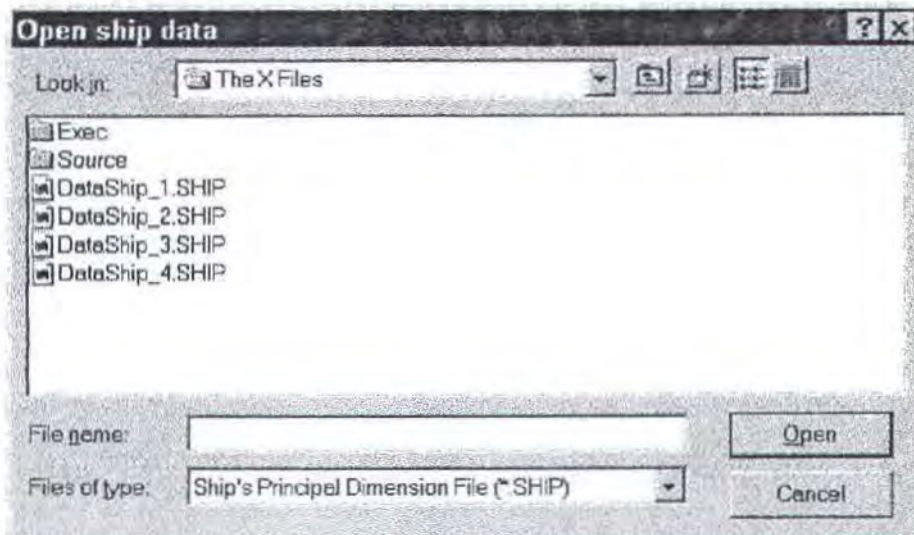 Open ship data
Look in: The X Files
Exec
Source
DataShip_1.SHIP
DataShip_2.SHIP
DataShip_3.SHIP
DataShip_4.SHIP
File name: Open
Files of type: Ship's Principal Dimension File (*.SHIP) Cancel